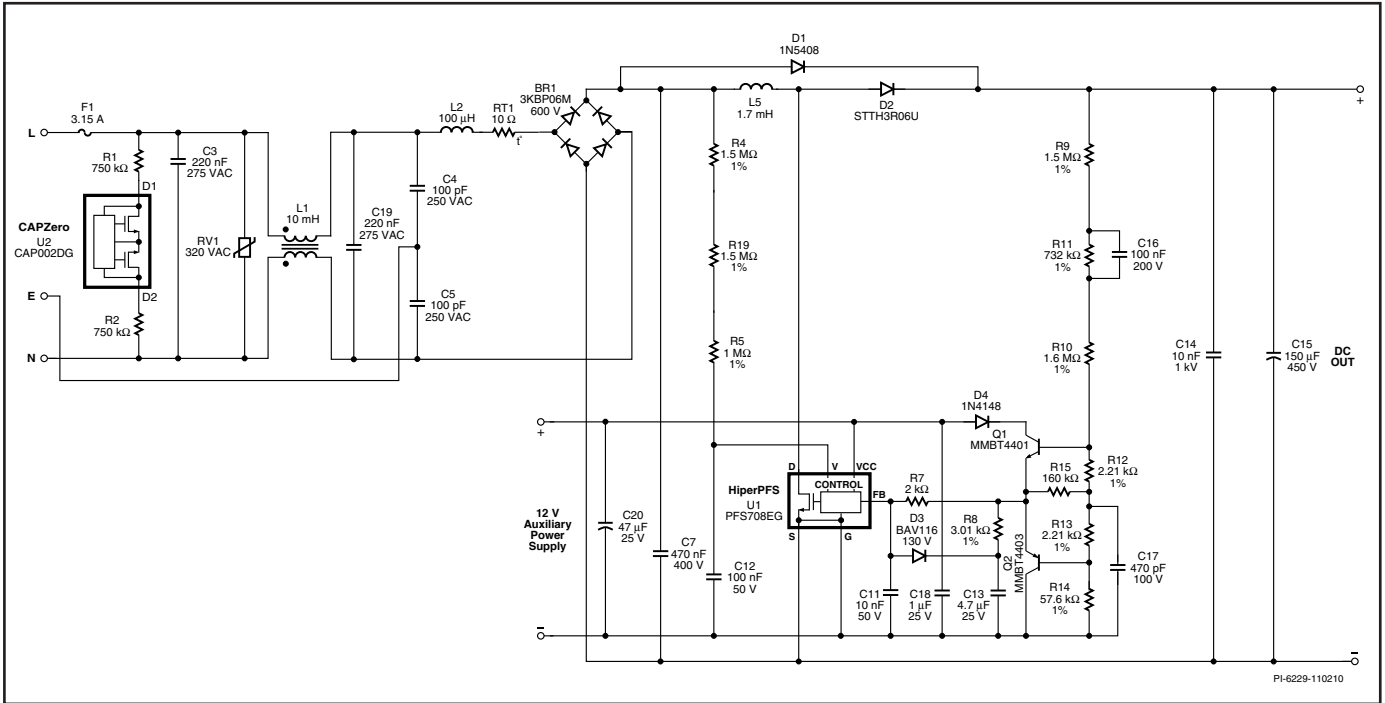 D1
1N5408
BR1
3KBP06M
600 V
L5
1.7 mH
D2
STTH3R06U
+
F1
3.15 A
L
L2
100 µH
RT1
10 Ω
t°
R1
750 kΩ
C3
220 nF
275 VAC
D1
CAPZero
U2
CAP002DG
D2
R2
750 kΩ
E
N
RV1
320 VAC
L1
10 mH
C19
220 nF
275 VAC
C4
100 pF
250 VAC
C5
100 pF
250 VAC
R4
1.5 MΩ
1%
R19
1.5 MΩ
1%
R5
1 MΩ
1%
R9
1.5 MΩ
1%
R11
732 kΩ
1%
C16
100 nF
200 V
R10
1.6 MΩ
1%
C14
10 nF
1 kV
C15
150 µF
450 V
DC
OUT
D4
1N4148
Q1
MMBT4401
+
12 V
Auxiliary
Power
Supply
–
C20
47 µF
25 V
C7
470 nF
400 V
C12
100 nF
50 V
HiperPFS
U1
PFS708EG
D
V
VCC
CONTROL
FB
S
G
R7
2 kΩ
D3
BAV116
130 V
R8
3.01 kΩ
1%
R15
160 kΩ
R12
2.21 kΩ
1%
R13
2.21 kΩ
1%
Q2
MMBT4403
R14
57.6 kΩ
1%
C17
470 pF
100 V
C11
10 nF
50 V
C18
1 µF
25 V
C13
4.7 µF
25 V
–
PI-6229-110210